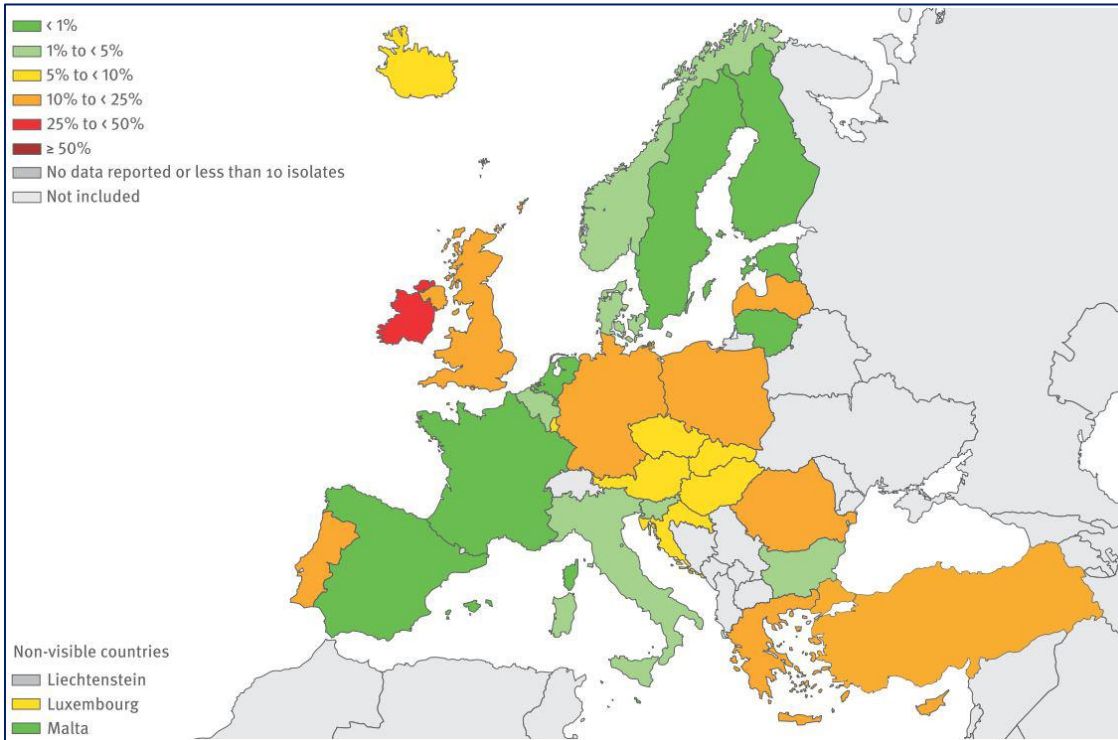 < 1%
1% to < 5%
5% to < 10%
10% to < 25%
25% to < 50%
≥ 50%
No data reported or less than 10 isolates
Not included
Non-visible countries
Liechtenstein
Luxembourg
Malta